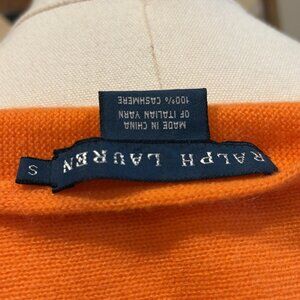 RALPH LAUREN
S
MADE IN CHINA
OF ITALIAN YARN
100% CASHMERE